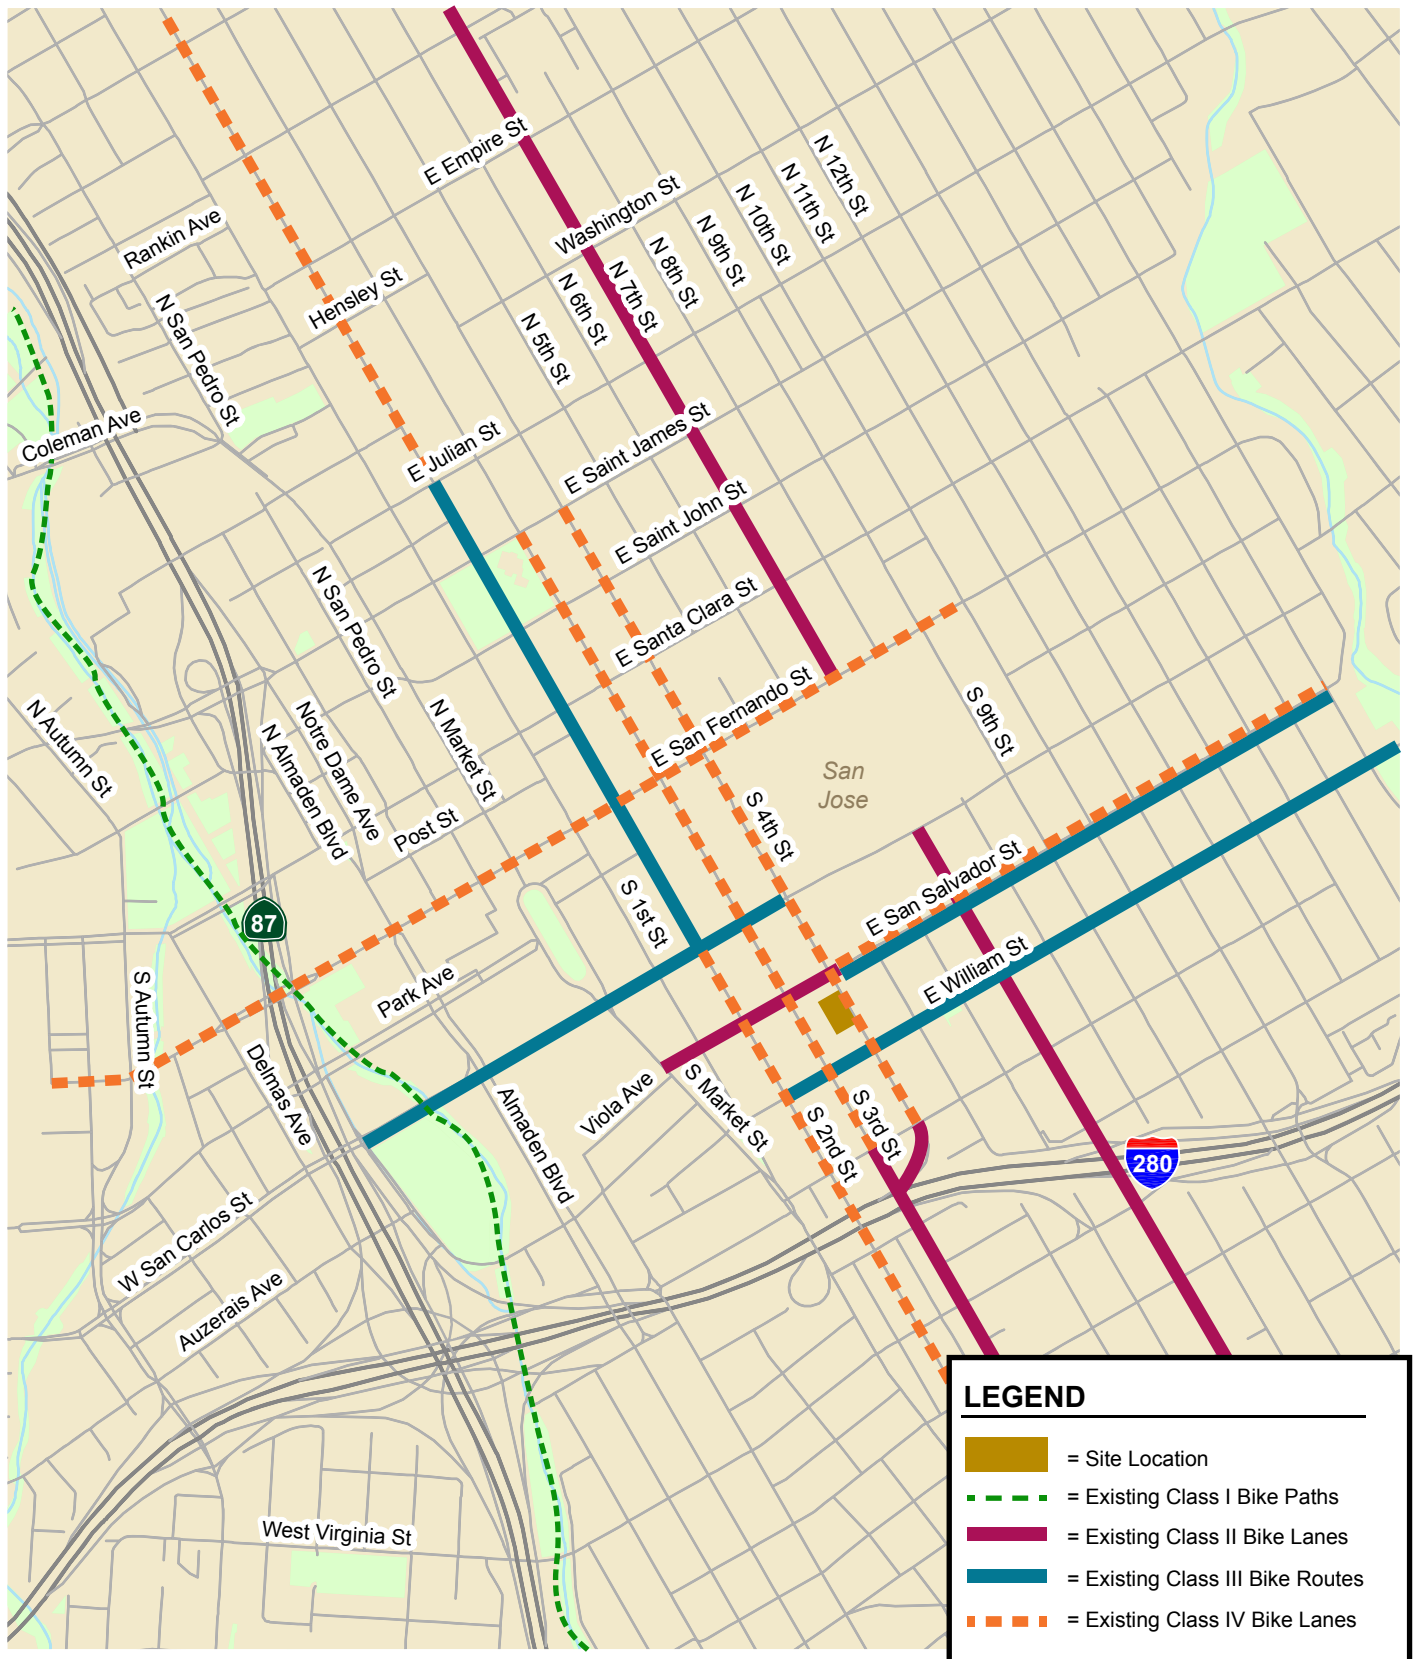 E Empire St
N 12th St
N 11th St
Washington St
N 10th St
Rankin Ave
N 9th St
N 8th St
N 7th St
N 6th St
Hensley St
N San Pedro St
N 5th St
Coleman Ave
E Julian St
E Saint James St
E Saint John St
N San Pedro St
E Santa Clara St
E San Fernando St
S 9th St
N Autumn St
N Almaden Blvd
Notre Dame Ave
N Market St
San
Jose
Post St
S 4th St
87
S 1st St
E San Salvador St
E William St
S Autumn St
Park Ave
Delmas Ave
Almaden Blvd
Viola Ave
S Market St
S 2nd St
S 3rd St
280
W San Carlos St
Auzerais Ave
West Virginia St
LEGEND
= Site Location
= Existing Class I Bike Paths
= Existing Class II Bike Lanes
= Existing Class III Bike Routes
= Existing Class IV Bike Lanes